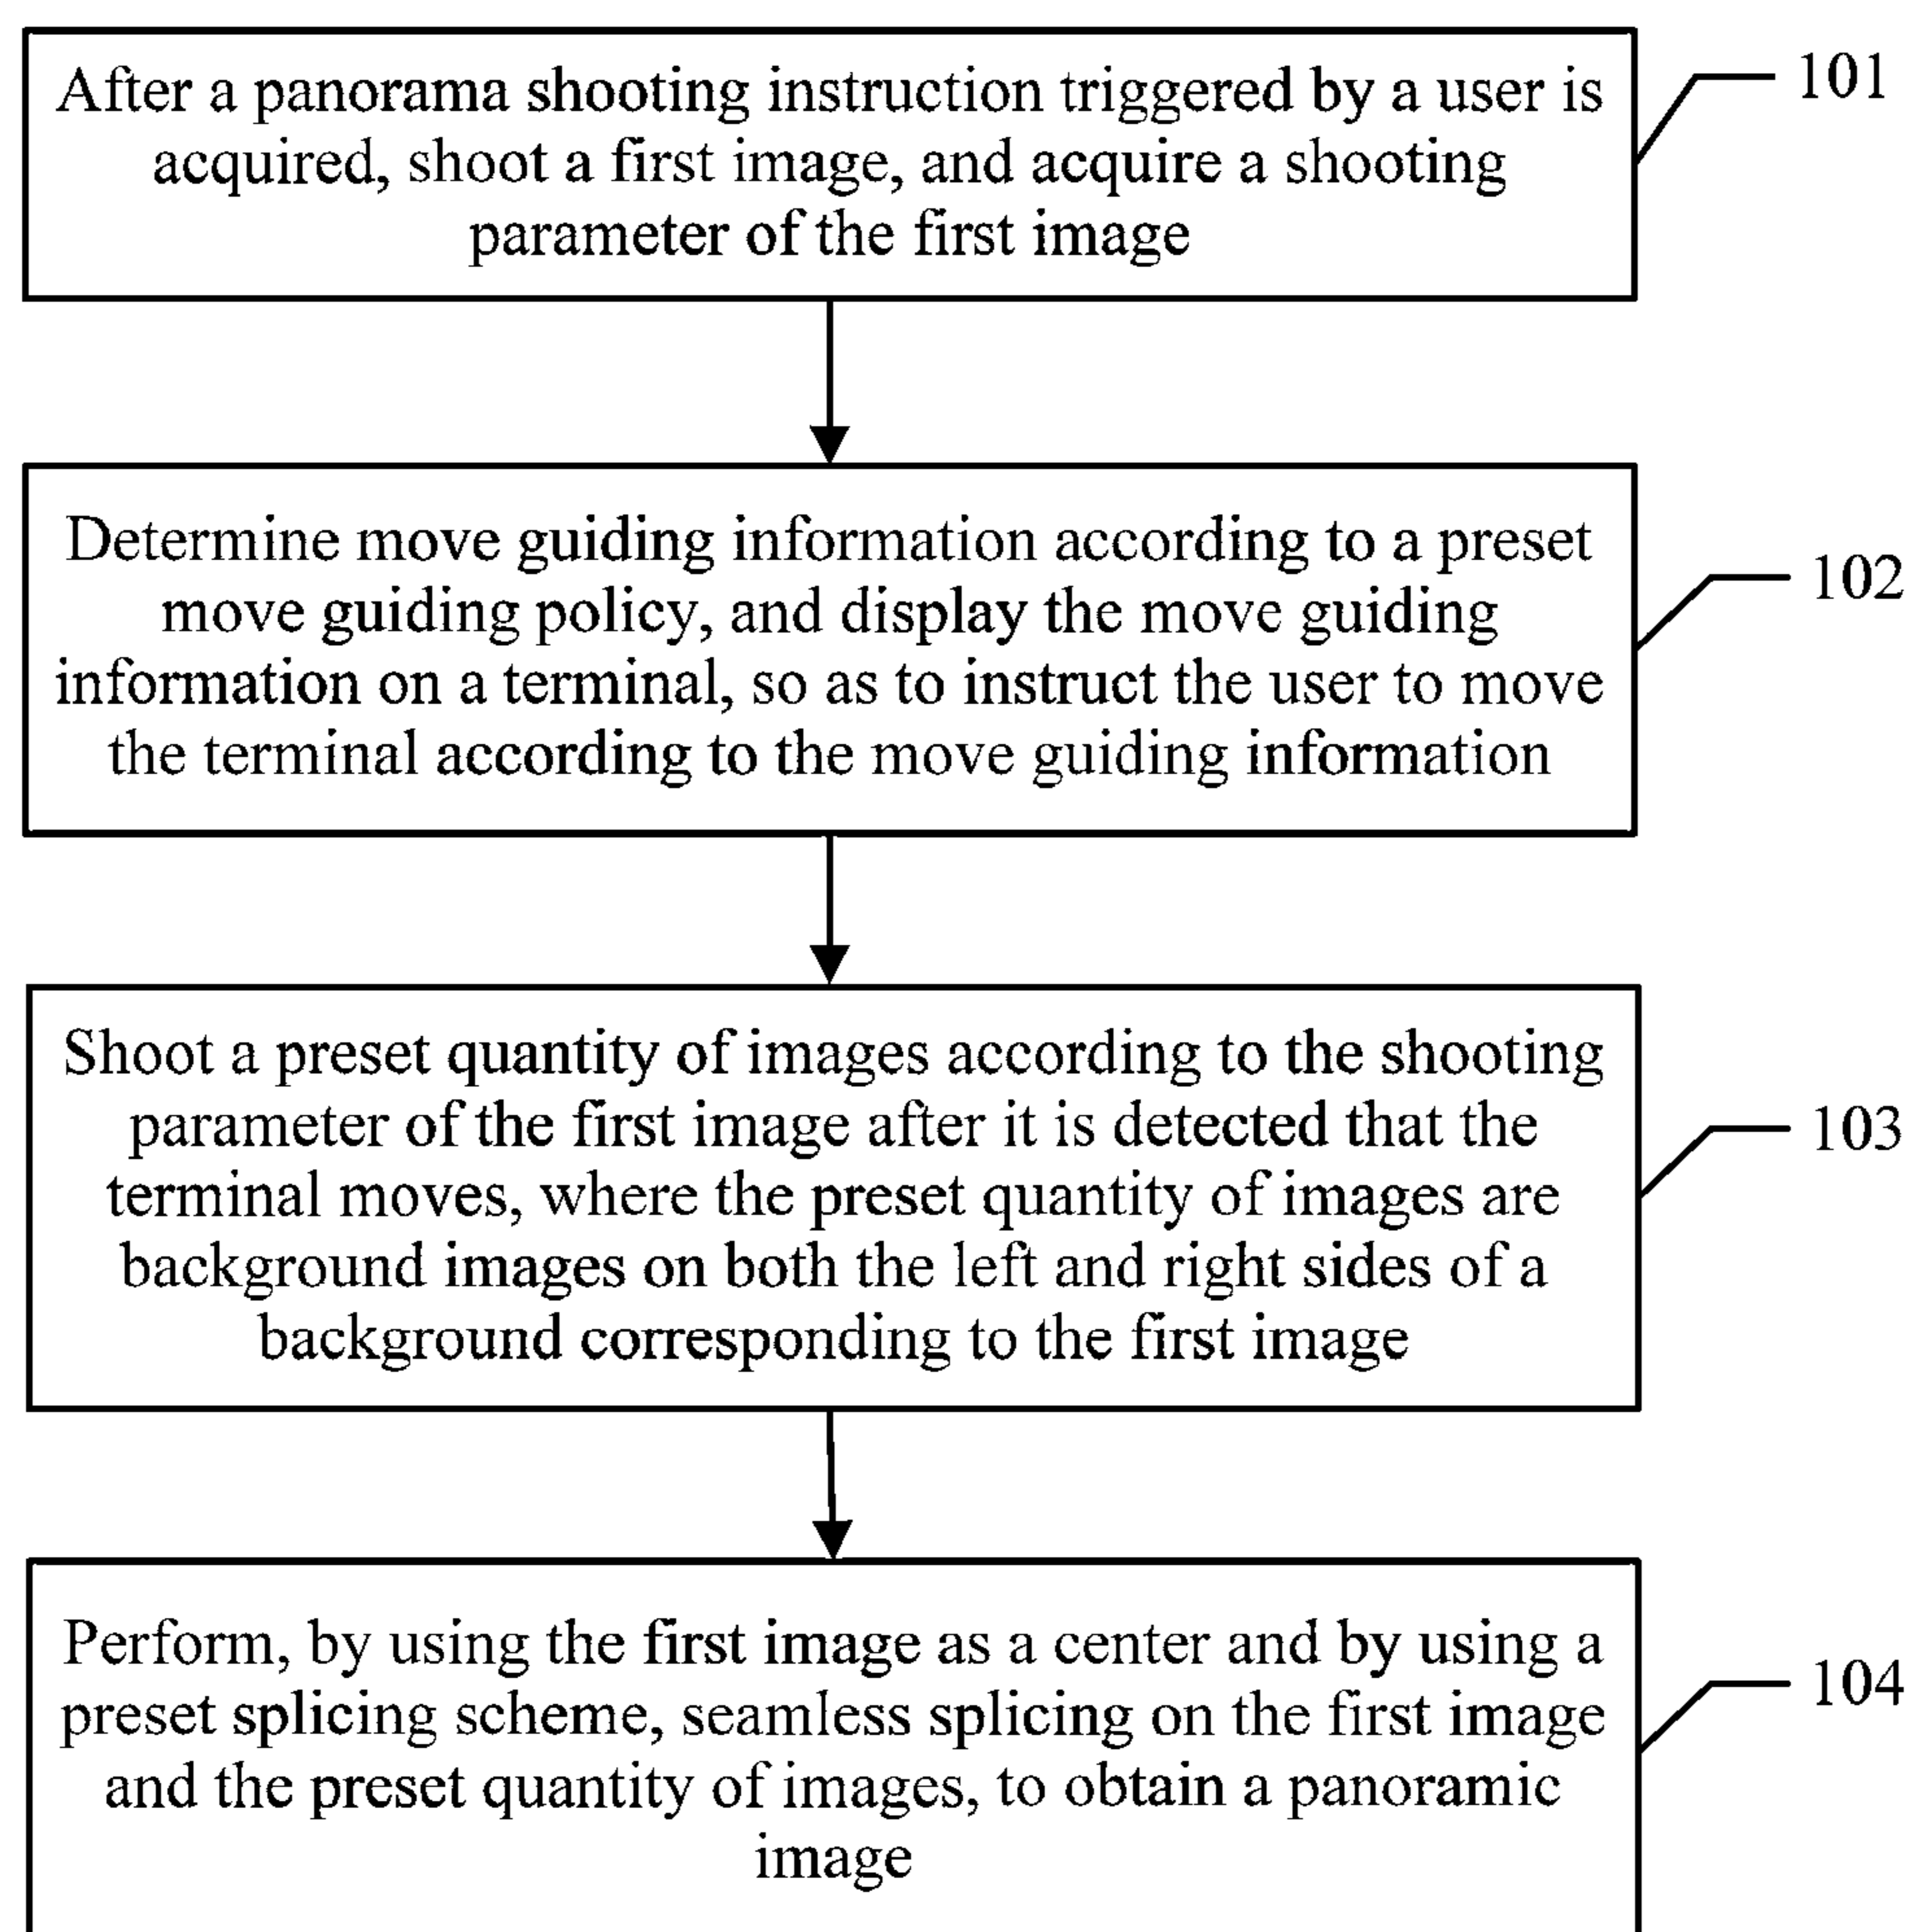 After a panorama shooting instruction triggered by a user is
acquired, shoot a first image, and acquire a shooting
parameter of the first image
101
Determine move guiding information according to a preset
move guiding policy, and display the move guiding
information on a terminal, so as to instruct the user to move
the terminal according to the move guiding information
102
Shoot a preset quantity of images according to the shooting
parameter of the first image after it is detected that the
terminal moves, where the preset quantity of images are
background images on both the left and right sides of a
background corresponding to the first image
103
Perform, by using the first image as a center and by using a
preset splicing scheme, seamless splicing on the first image
and the preset quantity of images, to obtain a panoramic
image
104